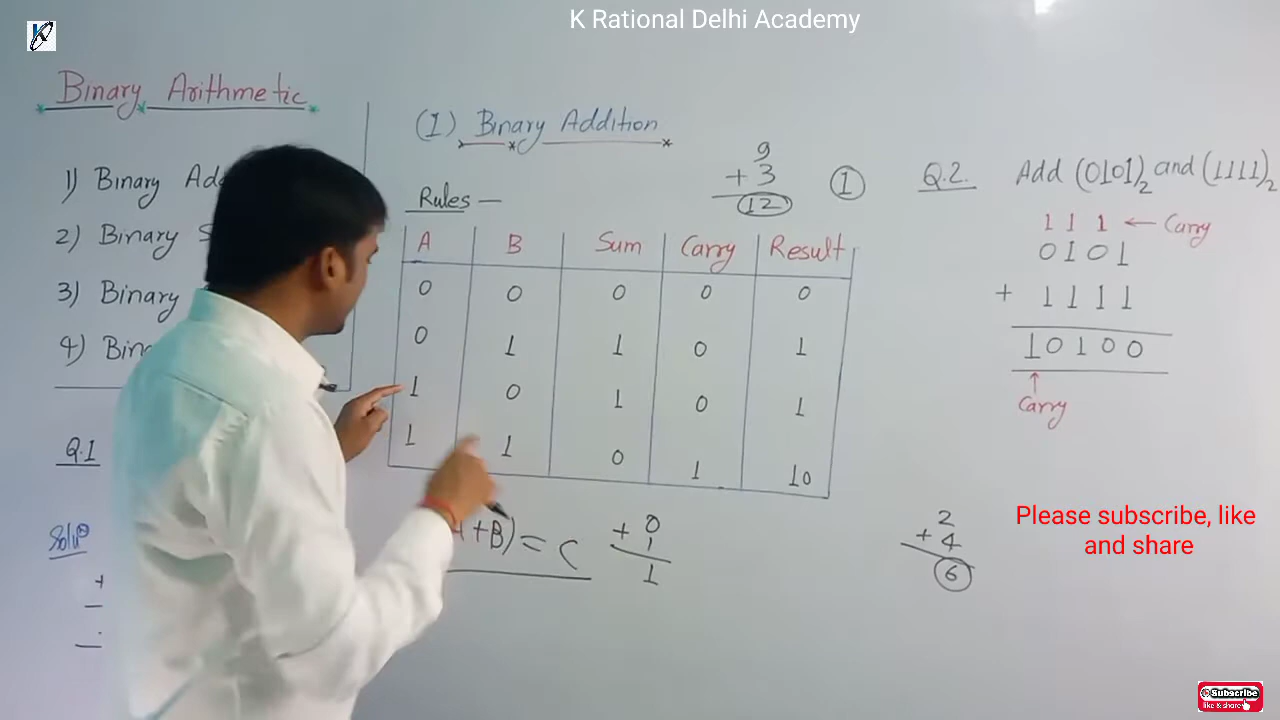 K Rational Delhi Academy
Binary Arithmetic
1) Binary
2) Binary
3) Binary
4)
Q.1
Solⁿ
+
(1) Binary Addition
9
+ 3
12
1
Rules —
A B Sum Carry Result
0 0 0 0 0
0 1 1 0 1
1 0 1 0 1
1 1 0 1 10
+B) = C
0
+ 1
1
Q.2. Add (0101)₂ and (1111)₂
1 1 1 ← Carry
0 1 0 1
+ 1 1 1 1
1 0 1 0 0
↑
Carry
2
+ 4
6
Please subscribe, like
and share
Subscribe
like & share